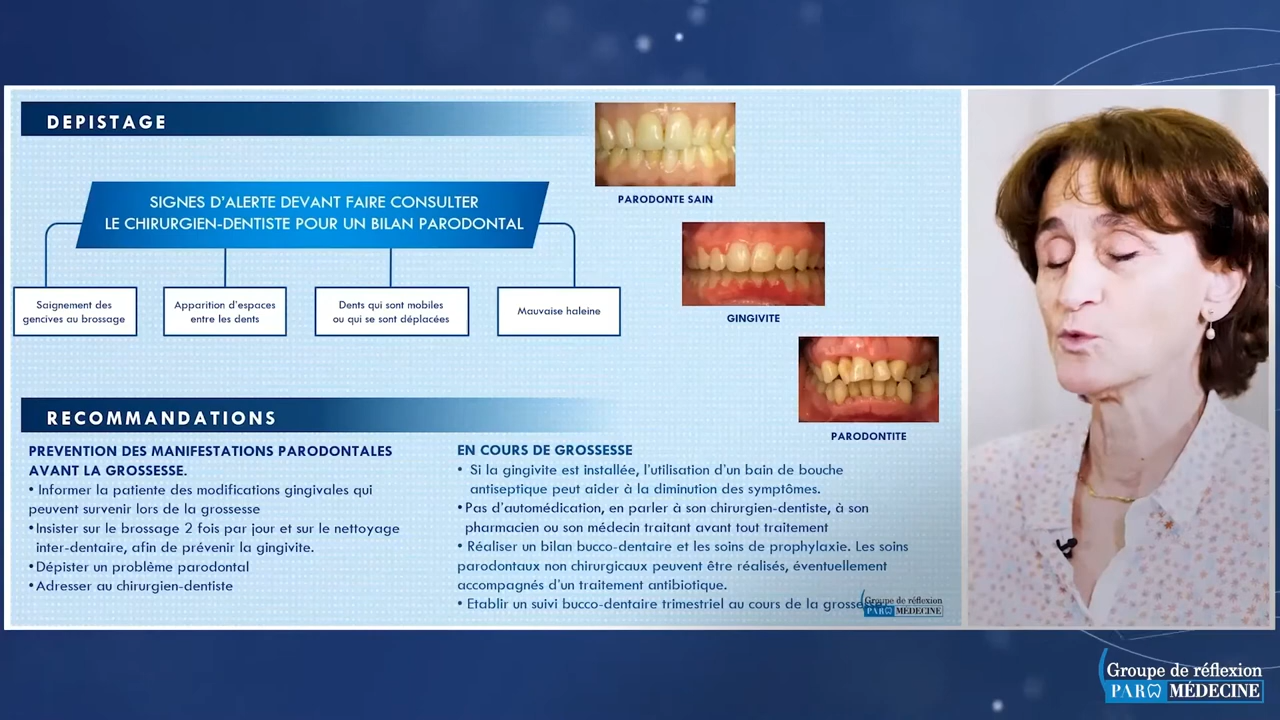 DEPISTAGE
SIGNES D'ALERTE DEVANT FAIRE CONSULTER
LE CHIRURGIEN-DENTISTE POUR UN BILAN PARODONTAL
Saignement des
gencives au brossage
Apparition d'espaces
entre les dents
Dents qui sont mobiles
ou qui se sont déplacées
Mauvaise haleine
PARODONTE SAIN
GINGIVITE
PARODONTITE
RECOMMANDATIONS
PREVENTION DES MANIFESTATIONS PARODONTALES
AVANT LA GROSSESSE.
• Informer la patiente des modifications gingivales qui
peuvent survenir lors de la grossesse
• Insister sur le brossage 2 fois par jour et sur le nettoyage
inter-dentaire, afin de prévenir la gingivite.
• Dépister un problème parodontal
• Adresser au chirurgien-dentiste
EN COURS DE GROSSESSE
• Si la gingivite est installée, l'utilisation d'un bain de bouche
antiseptique peut aider à la diminution des symptômes.
• Pas d'automédication, en parler à son chirurgien-dentiste, à son
pharmacien ou son médecin traitant avant tout traitement
• Réaliser un bilan bucco-dentaire et les soins de prophylaxie. Les soins
parodontaux non chirurgicaux peuvent être réalisés, éventuellement
accompagnés d'un traitement antibiotique.
• Etablir un suivi bucco-dentaire trimestriel au cours de la grossesse
Groupe de réflexion
PARO MÉDECINE
Groupe de réflexion
PARO MÉDECINE